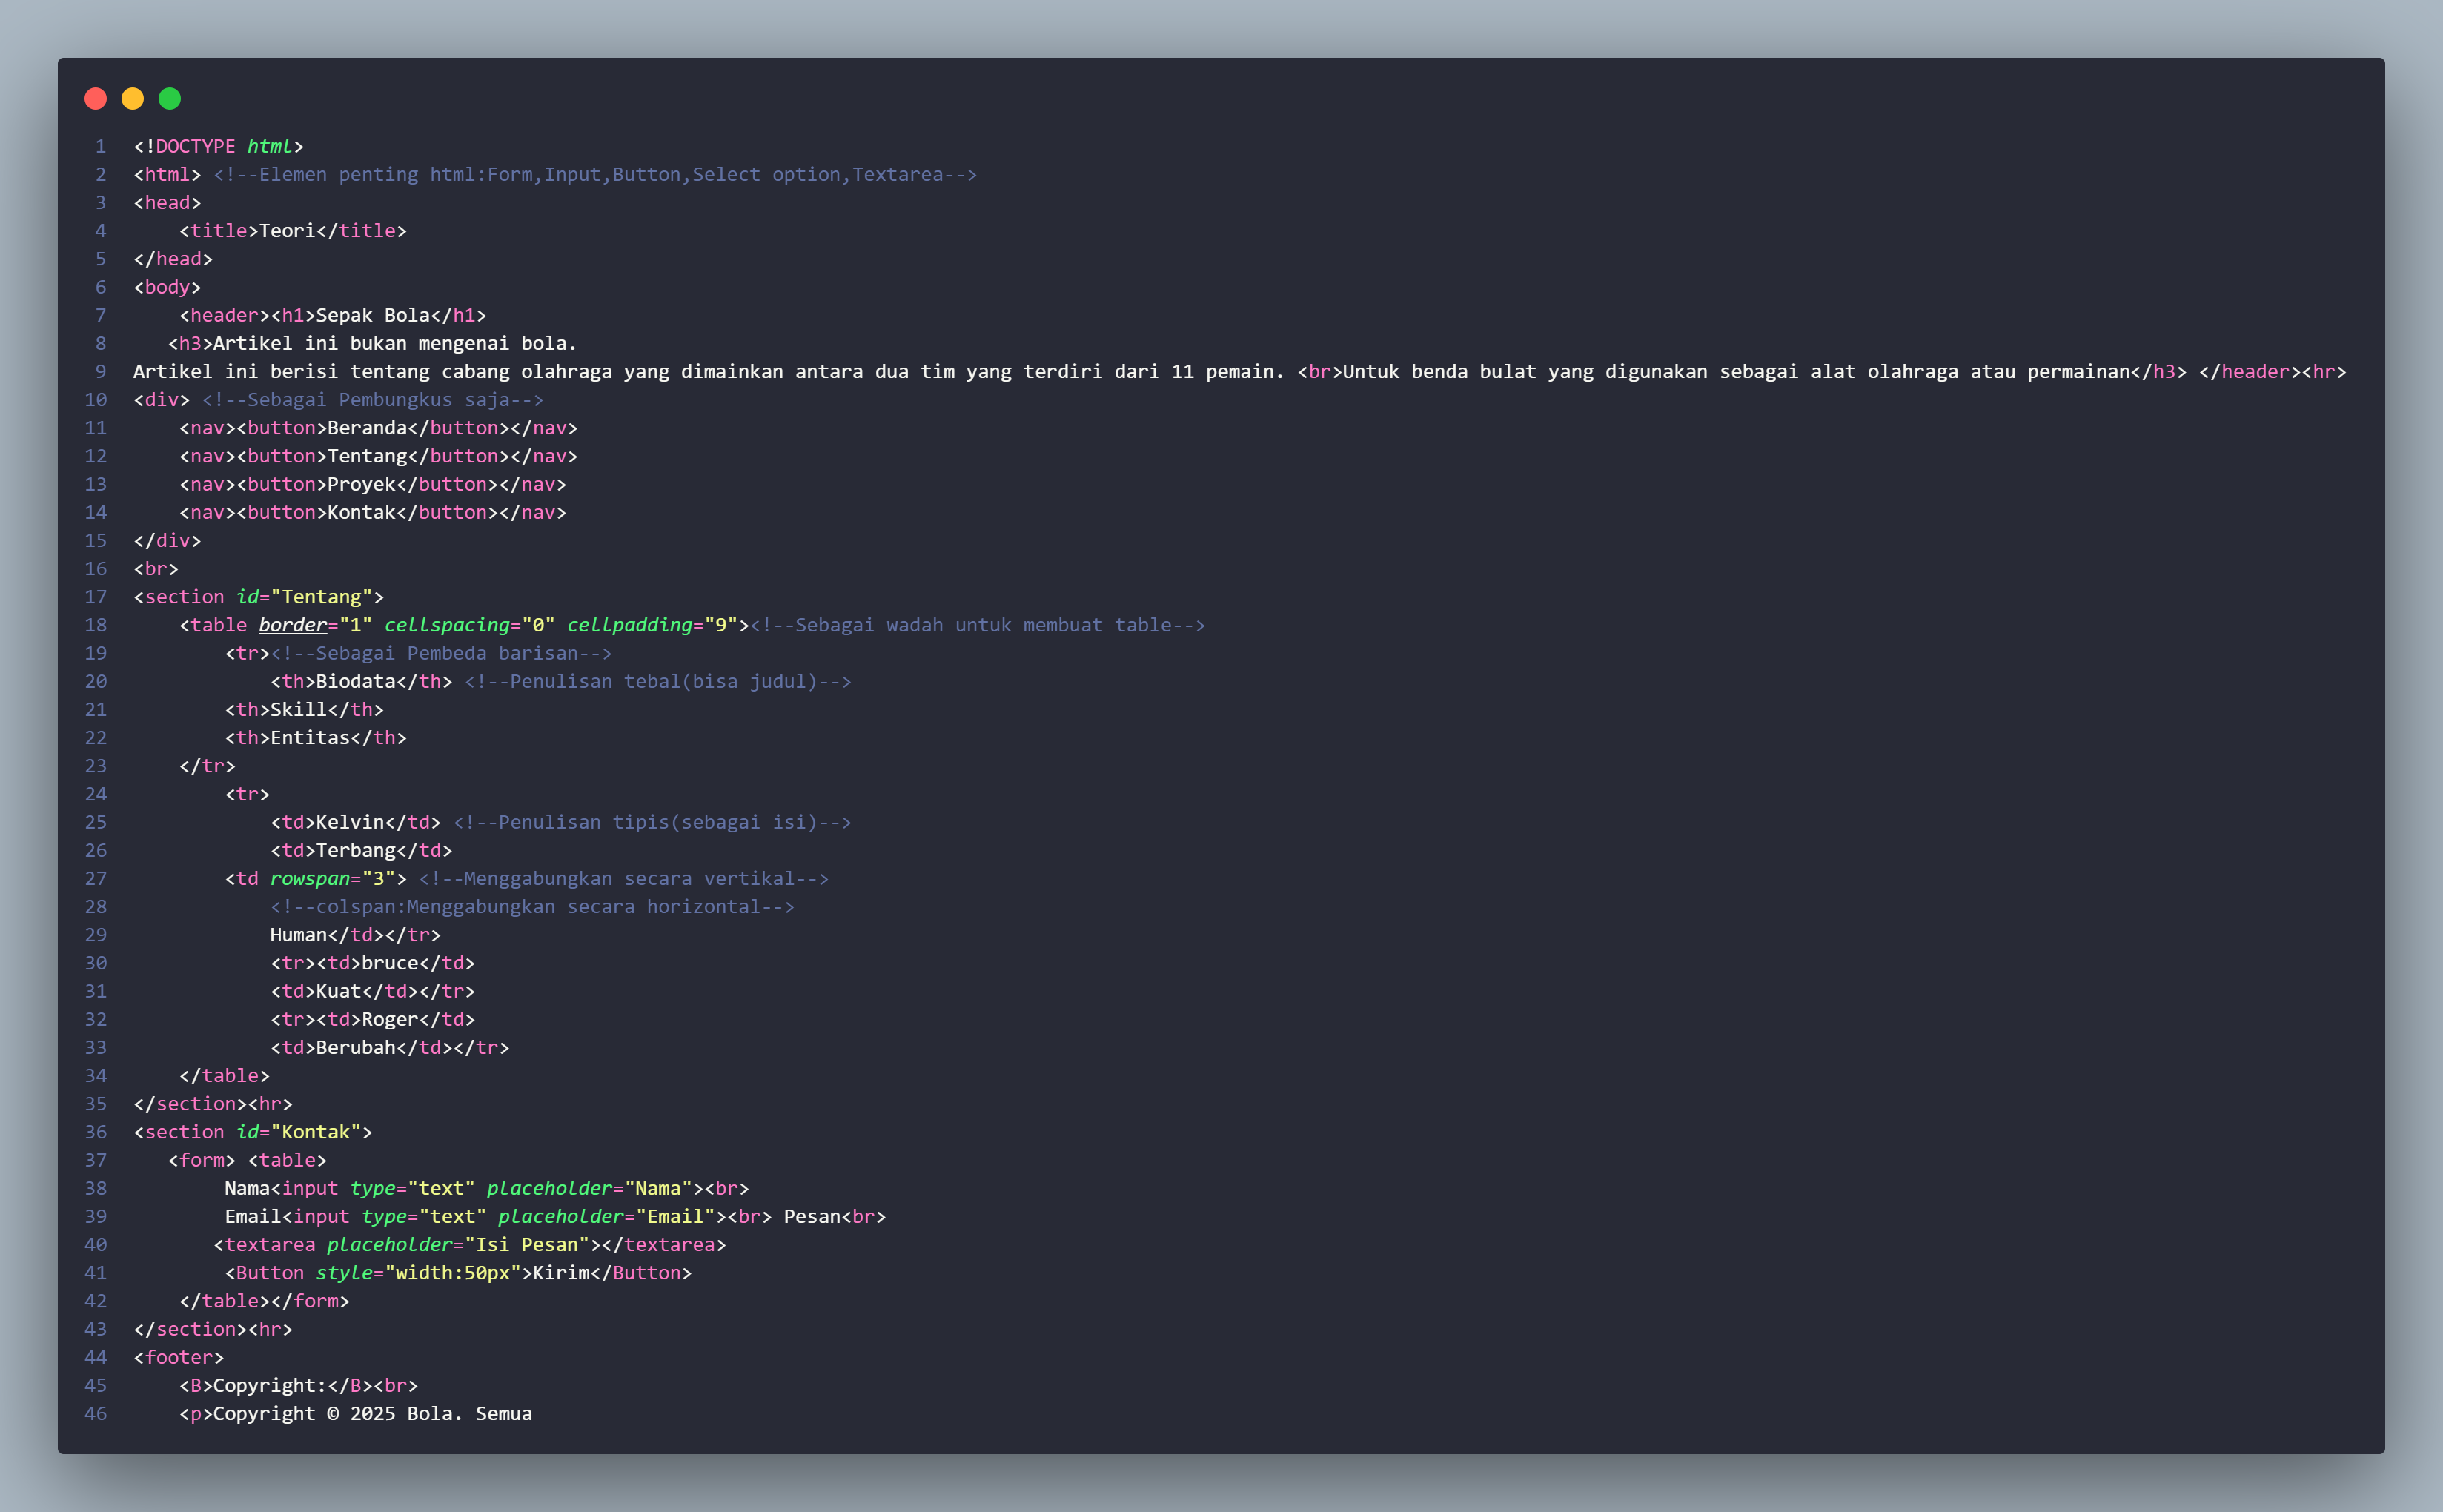 1 <!DOCTYPE html>
2 <html> <!--Elemen penting html:Form,Input,Button,Select option,Textarea-->
3 <head>
4     <title>Teori</title>
5 </head>
6 <body>
7     <header><h1>Sepak Bola</h1>
8    <h3>Artikel ini bukan mengenai bola.
9 Artikel ini berisi tentang cabang olahraga yang dimainkan antara dua tim yang terdiri dari 11 pemain. <br>Untuk benda bulat yang digunakan sebagai alat olahraga atau permainan</h3> </header><hr>
10 <div> <!--Sebagai Pembungkus saja-->
11     <nav><button>Beranda</button></nav>
12     <nav><button>Tentang</button></nav>
13     <nav><button>Proyek</button></nav>
14     <nav><button>Kontak</button></nav>
15 </div>
16 <br>
17 <section id="Tentang">
18     <table border="1" cellspacing="0" cellpadding="9"><!--Sebagai wadah untuk membuat table-->
19         <tr><!--Sebagai Pembeda barisan-->
20             <th>Biodata</th> <!--Penulisan tebal(bisa judul)-->
21         <th>Skill</th>
22         <th>Entitas</th>
23     </tr>
24         <tr>
25             <td>Kelvin</td> <!--Penulisan tipis(sebagai isi)-->
26             <td>Terbang</td>
27         <td rowspan="3"> <!--Menggabungkan secara vertikal-->
28             <!--colspan:Menggabungkan secara horizontal-->
29             Human</td></tr>
30             <tr><td>bruce</td>
31             <td>Kuat</td></tr>
32             <tr><td>Roger</td>
33             <td>Berubah</td></tr>
34     </table>
35 </section><hr>
36 <section id="Kontak">
37    <form> <table>
38         Nama<input type="text" placeholder="Nama"><br>
39         Email<input type="text" placeholder="Email"><br> Pesan<br>
40        <textarea placeholder="Isi Pesan"></textarea>
41         <Button style="width:50px">Kirim</Button>
42     </table></form>
43 </section><hr>
44 <footer>
45     <B>Copyright:</B><br>
46     <p>Copyright © 2025 Bola. Semua